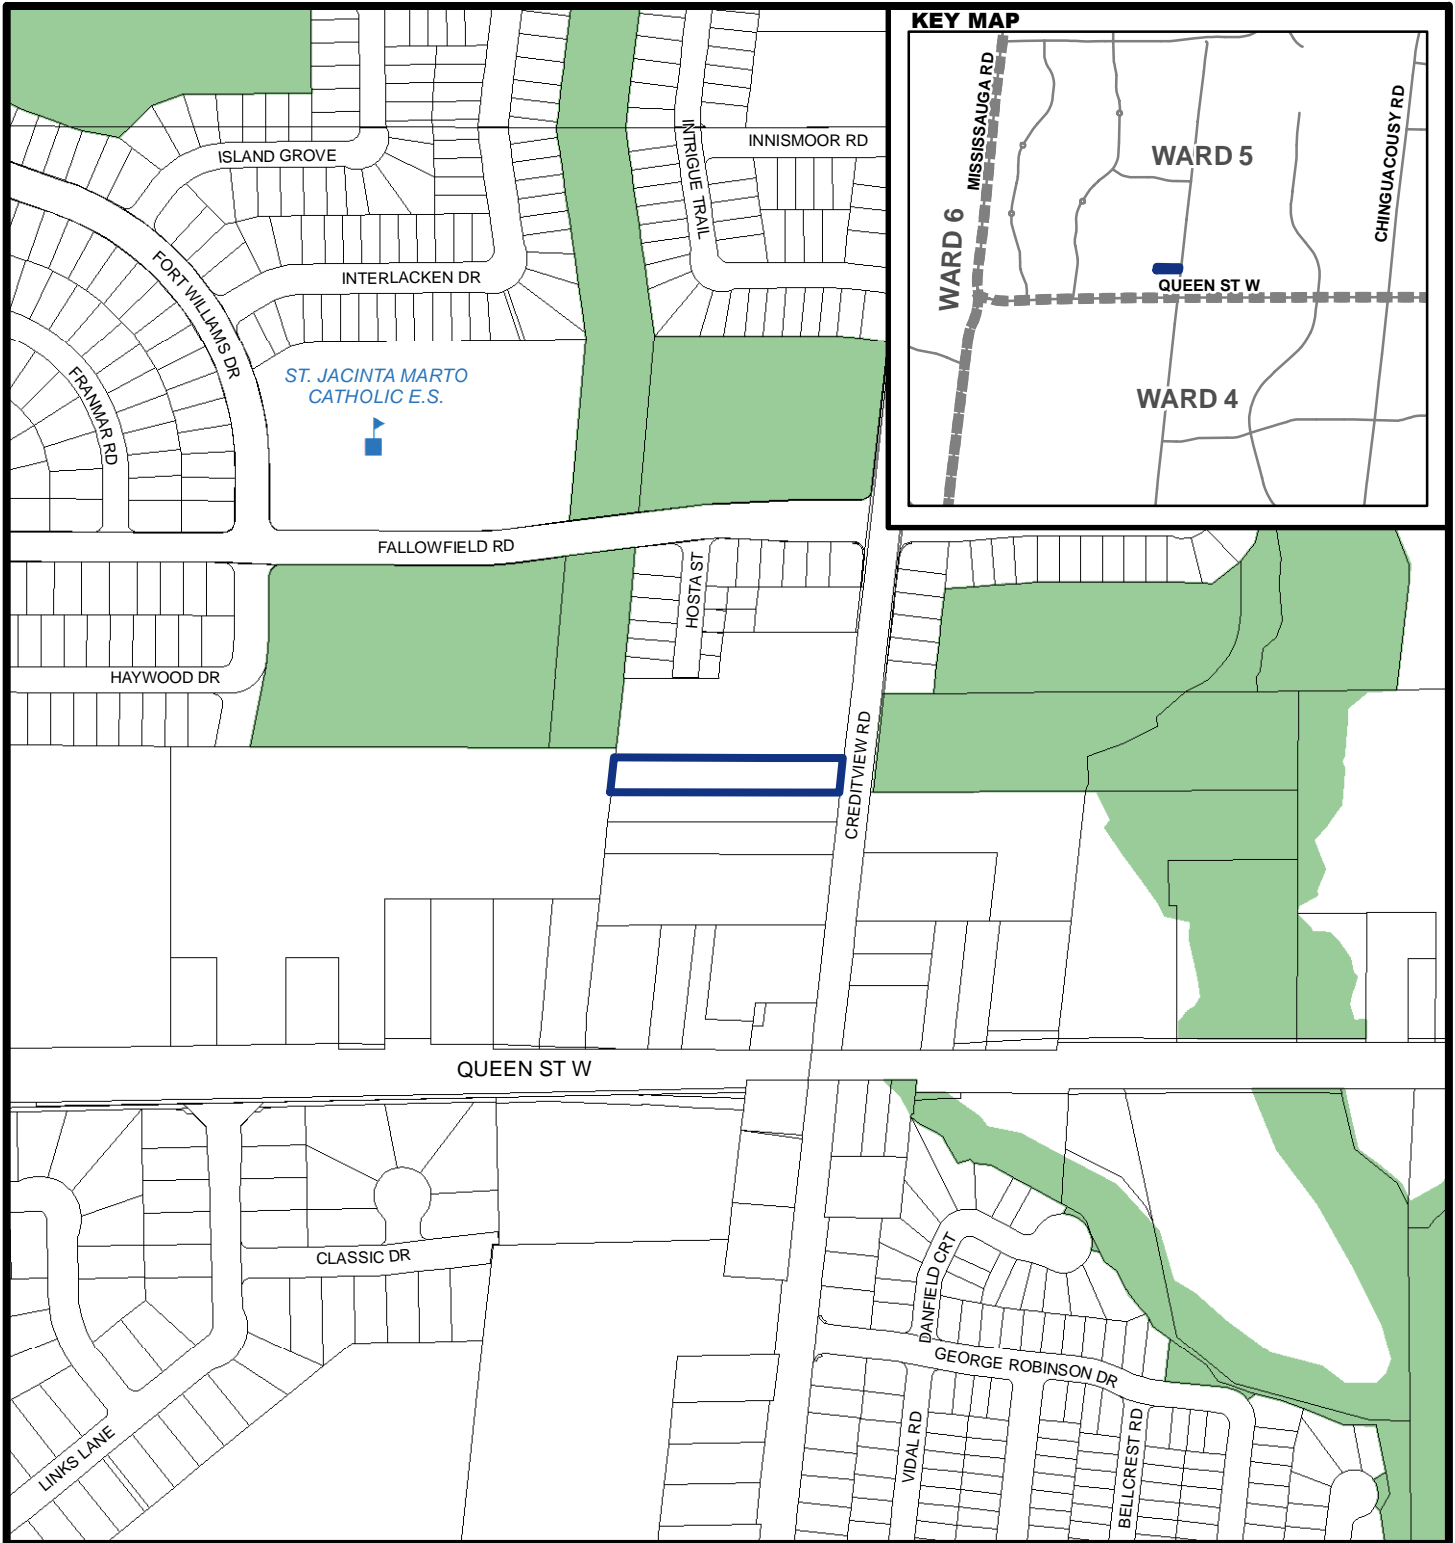 KEY MAP
MISSISSAUGA RD
WARD 5
CHINGUACOUSY RD
WARD 6
QUEEN ST W
WARD 4
ISLAND GROVE
INTRIGUE TRAIL
INNISMOOR RD
INTERLACKEN DR
FORT WILLIAMS DR
FRANMAR RD
ST. JACINTA MARTO
CATHOLIC E.S.
FALLOWFIELD RD
HOSTA ST
HAYWOOD DR
CREDITVIEW RD
QUEEN ST W
CLASSIC DR
DANFIELD CRT
GEORGE ROBINSON DR
LINKS LANE
VIDAL RD
BELLCREST RD